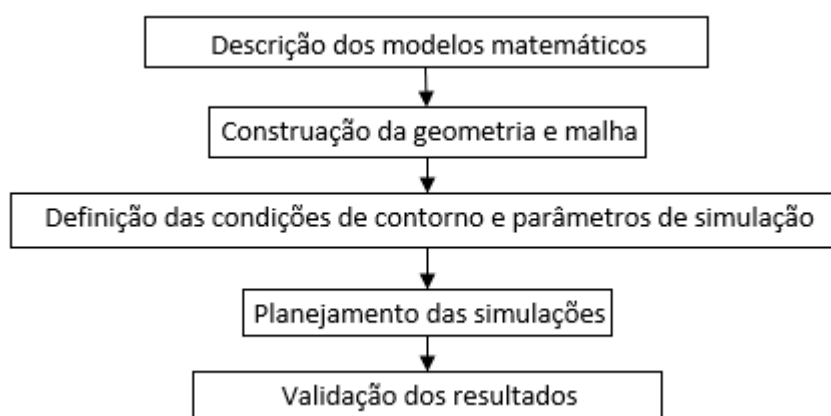 Descrição dos modelos matemáticos
Construação da geometria e malha
Definição das condições de contorno e parâmetros de simulação
Planejamento das simulações
Validação dos resultados